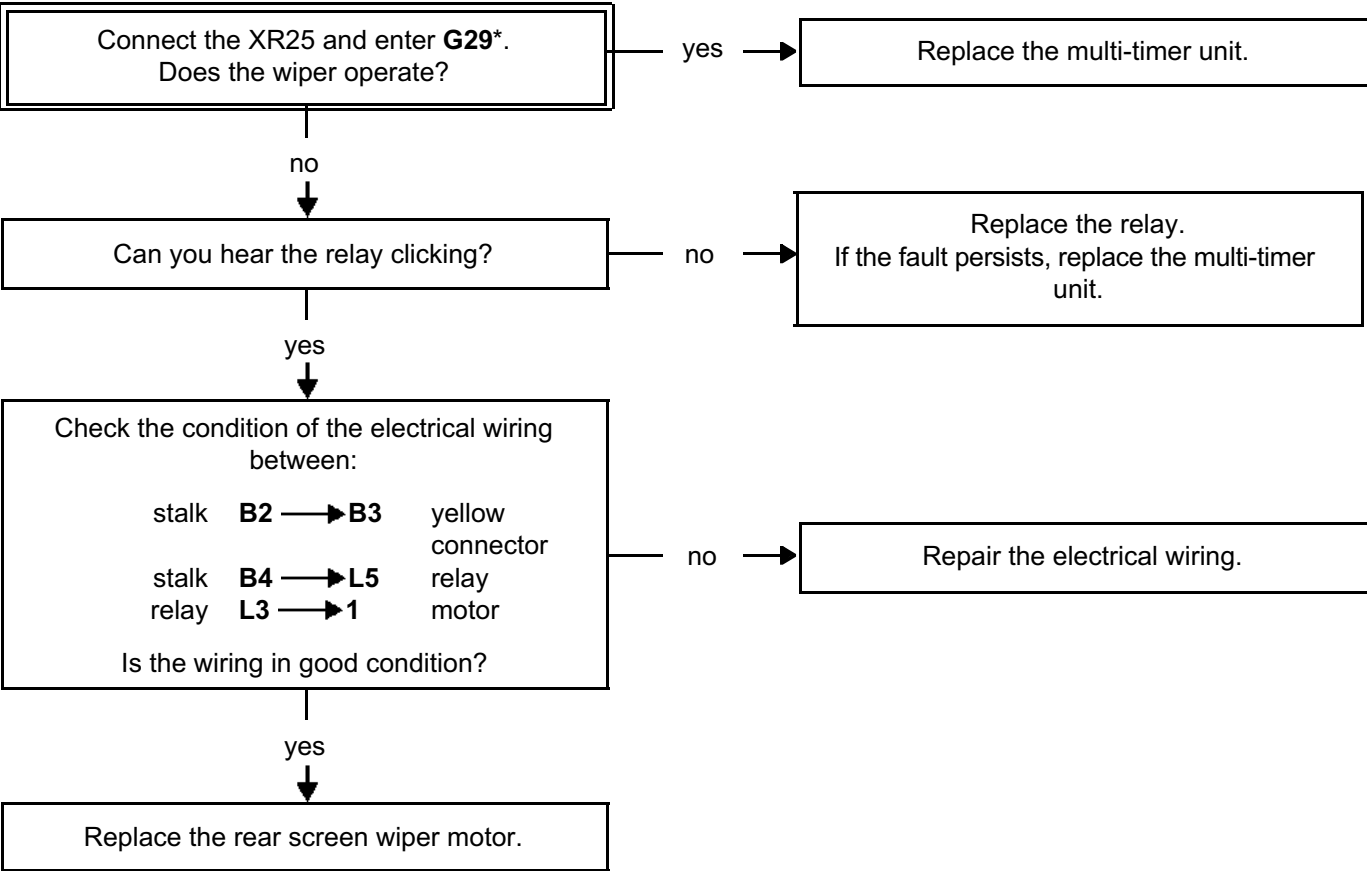 Connect the XR25 and enter G29*.
Does the wiper operate?
yes
Replace the multi-timer unit.
no
Can you hear the relay clicking?
no
Replace the relay.
If the fault persists, replace the multi-timer
unit.
yes
Check the condition of the electrical wiring
between:
stalk B2 → B3 yellow
connector
stalk B4 → L5 relay
relay L3 → 1 motor
Is the wiring in good condition?
no
Repair the electrical wiring.
yes
Replace the rear screen wiper motor.